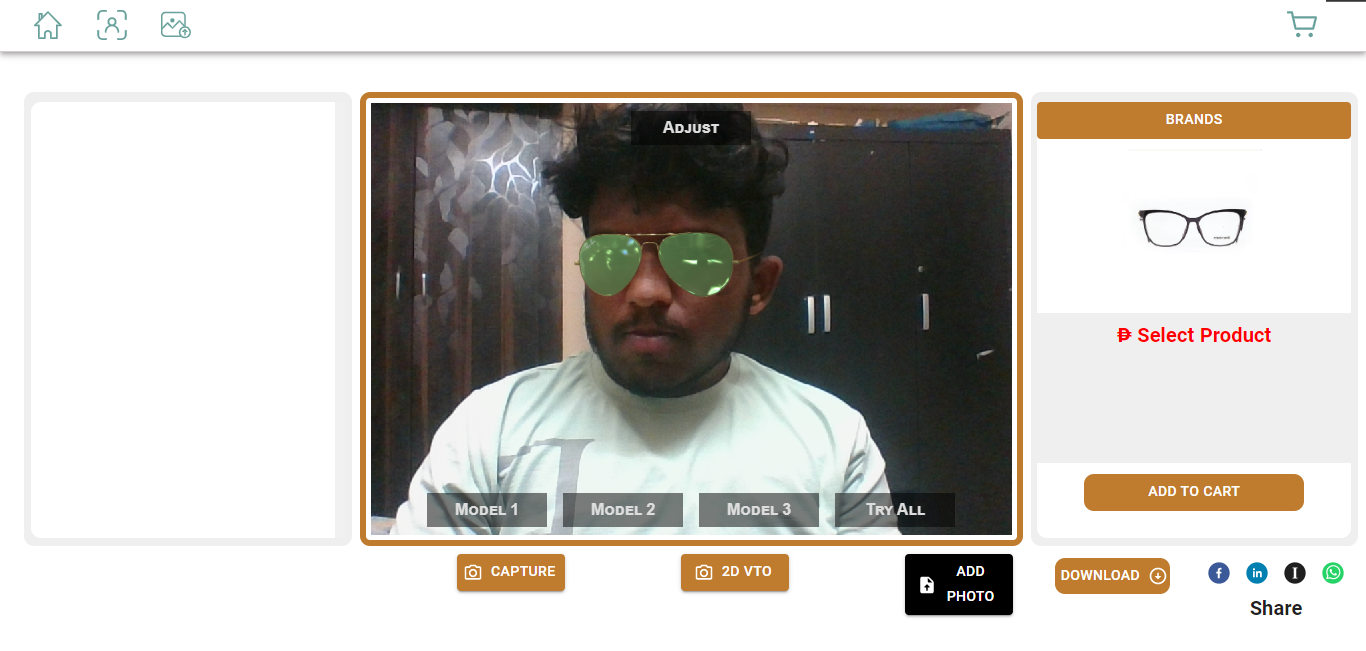 ADJUST
BRANDS
₱ Select Product
MODEL 1
MODEL 2
MODEL 3
TRY ALL
ADD TO CART
CAPTURE
2D VTO
ADD
PHOTO
DOWNLOAD
f
in
I
Share